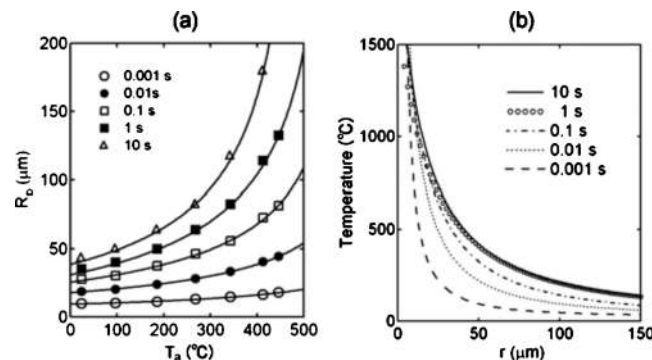 (a)
200
150
100
50
0
R_D (μm)
0.001 s
0.01s
0.1 s
1 s
10 s
0 100 200 300 400 500
T_a (°C)
(b)
1500
1000
500
0
Temperature (°C)
10 s
1 s
0.1 s
0.01 s
0.001 s
0 50 100 150
r (μm)